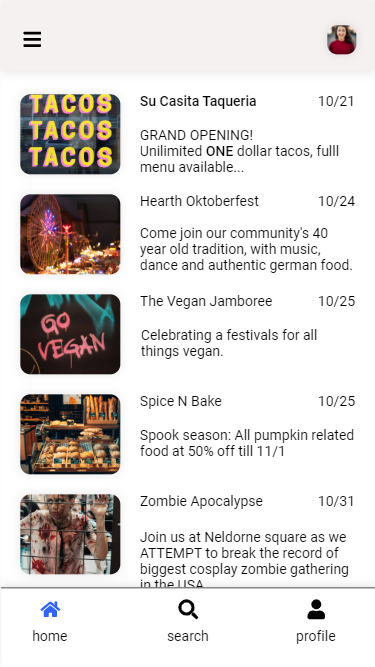 TACOS
TACOS
TACOS
Su Casita Taqueria 10/21
GRAND OPENING!
Unilimited ONE dollar tacos, fulll
menu available...
Hearth Oktoberfest 10/24
Come join our community's 40
year old tradition, with music,
dance and authentic german food.
GO
VEGAN
The Vegan Jamboree 10/25
Celebrating a festivals for all
things vegan.
Spice N Bake 10/25
Spook season: All pumpkin related
food at 50% off till 11/1
Zombie Apocalypse 10/31
Join us at Neldorne square as we
ATTEMPT to break the record of
biggest cosplay zombie gathering
in the USA
home search profile